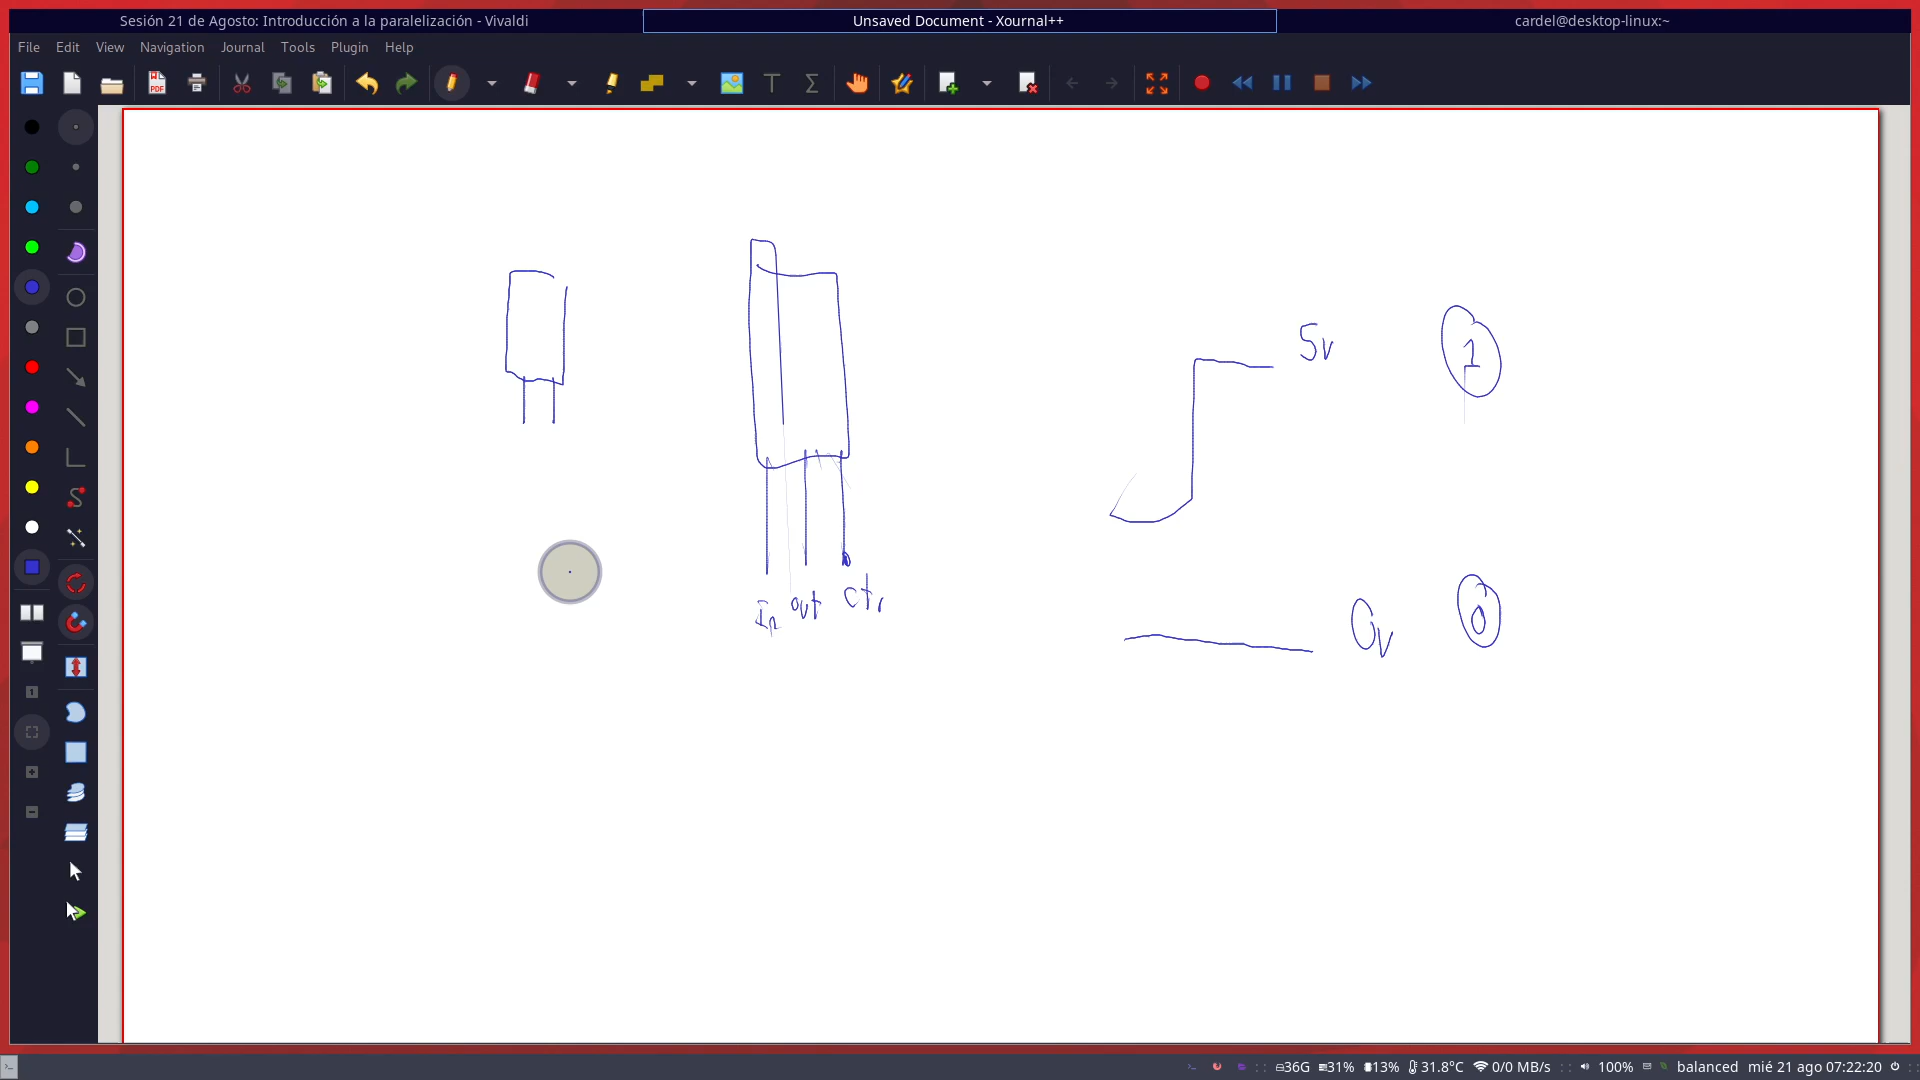 Sesión 21 de Agosto: Introducción a la paralelización - Vivaldi
Unsaved Document - Xournal++
cardel@desktop-linux:~
File Edit View Navigation Journal Tools Plugin Help
PDF
5v
1
In out ctr
0v
0
36G 31% 13% 31.8°C 0/0 MB/s 100% balanced mié 21 ago 07:22:20